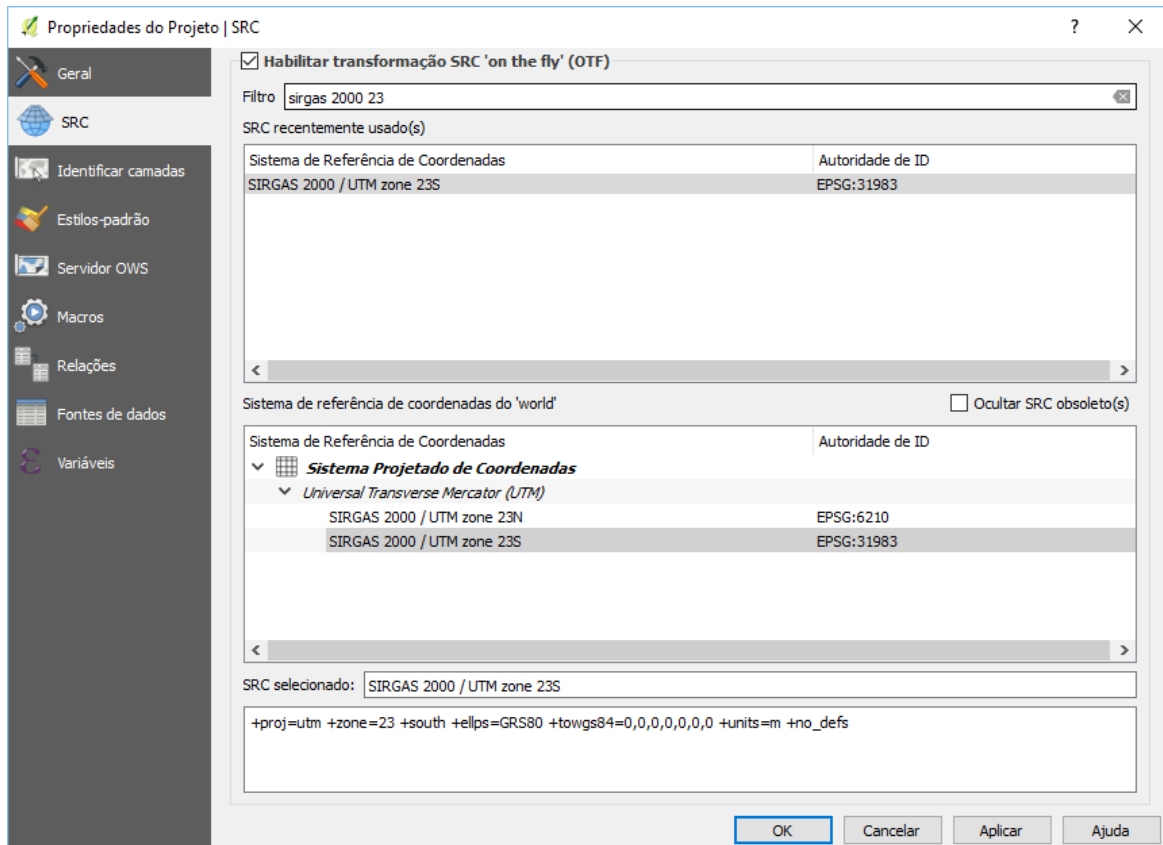 Propriedades do Projeto | SRC
?
Geral
SRC
Identificar camadas
Estilos-padrão
Servidor OWS
Macros
Relações
Fontes de dados
Variáveis
Habilitar transformação SRC 'on the fly' (OTF)
Filtro sirgas 2000 23
SRC recentemente usado(s)
Sistema de Referência de Coordenadas Autoridade de ID
SIRGAS 2000 / UTM zone 23S EPSG:31983
Sistema de referência de coordenadas do 'world' Ocultar SRC obsoleto(s)
Sistema de Referência de Coordenadas Autoridade de ID
Sistema Projetado de Coordenadas
Universal Transverse Mercator (UTM)
SIRGAS 2000 / UTM zone 23N EPSG:6210
SIRGAS 2000 / UTM zone 23S EPSG:31983
SRC selecionado: SIRGAS 2000 / UTM zone 23S
+proj=utm +zone=23 +south +ellps=GRS80 +towgs84=0,0,0,0,0,0,0 +units=m +no_defs
OK Cancelar Aplicar Ajuda